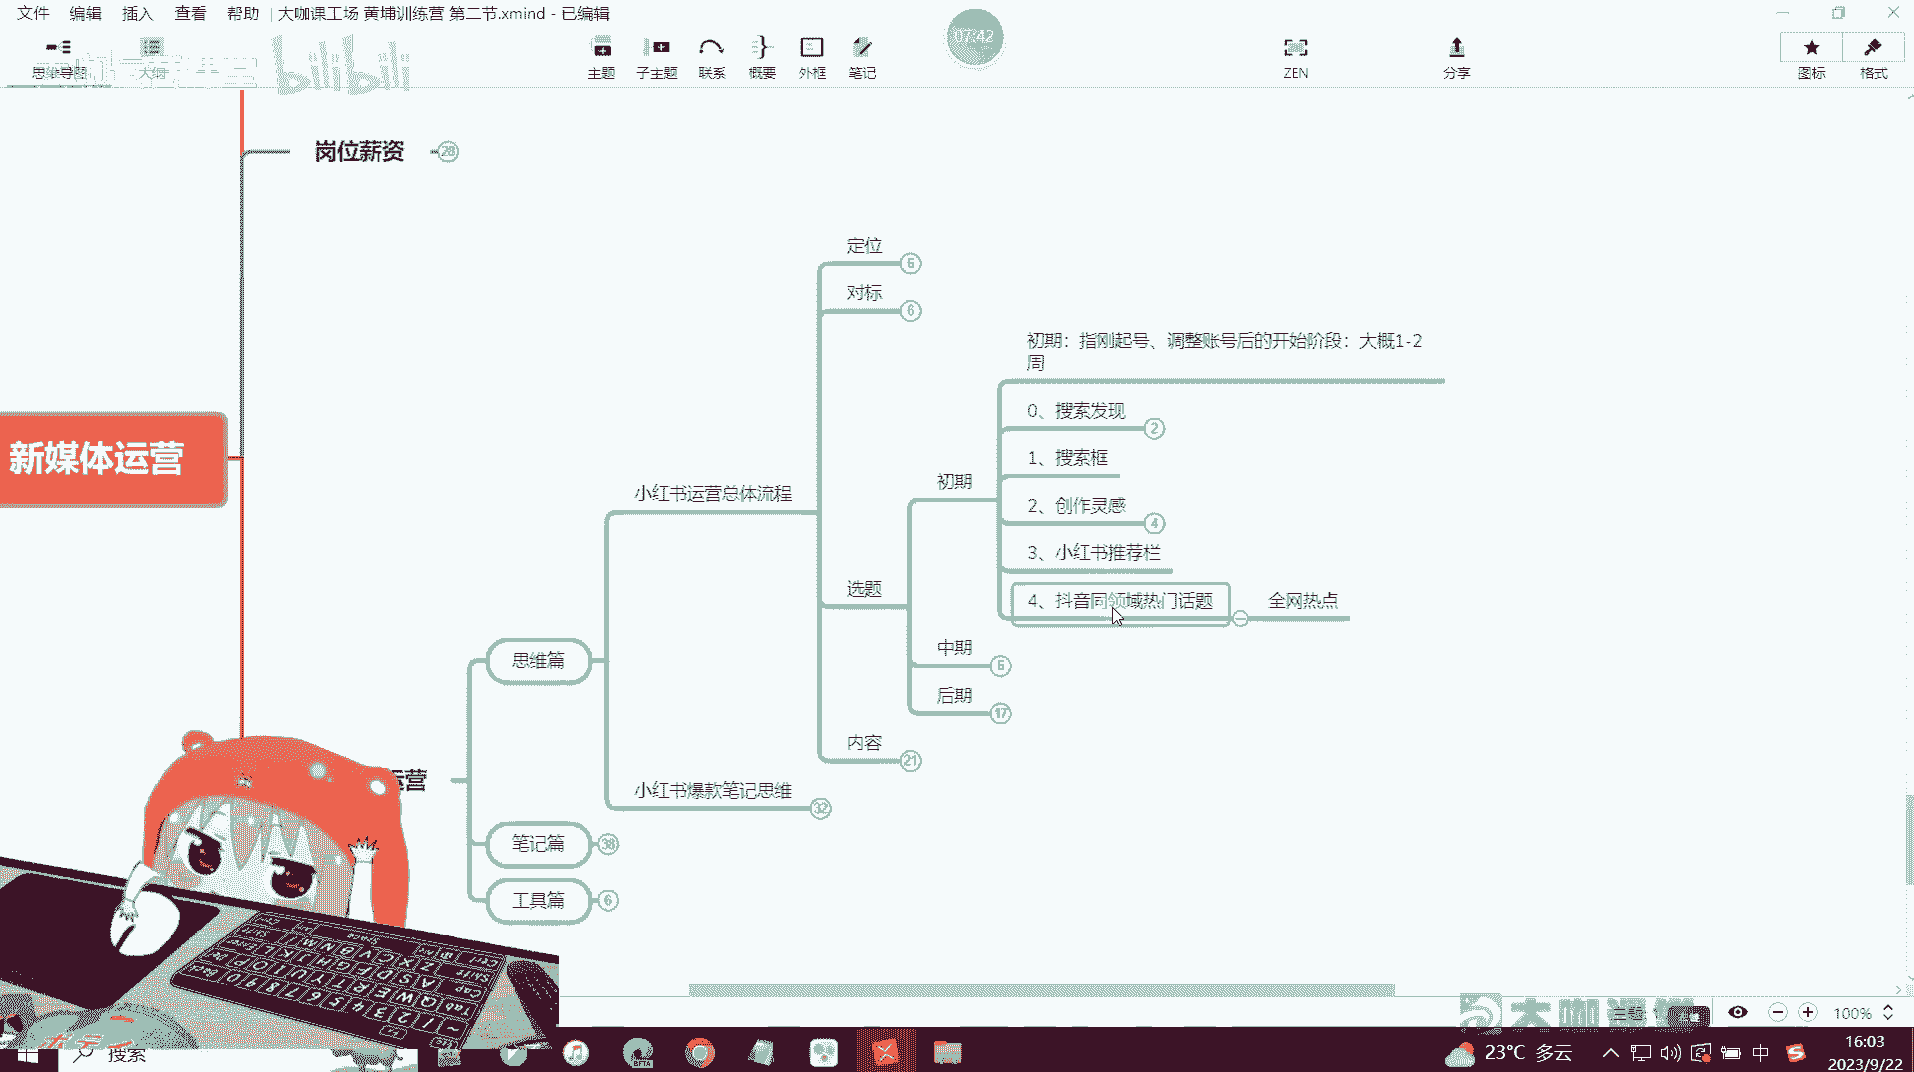 文件 编辑 插入 查看 帮助 大咖课工场 黄埔训练营 第二节.xmind - 已编辑
07:42
思维导图 大纲 主题 子主题 联系 概要 外框 笔记 ZEN 分享 图标 格式
bilibili
岗位薪资 28
定位 6
对标 6
初期：指刚起号、调整账号后的开始阶段：大概1-2
周
0、搜索发现 2
1、搜索框
新媒体运营
初期
小红书运营总体流程
2、创作灵感 4
3、小红书推荐栏
选题
4、抖音同领域热门话题 全网热点
中期 6
思维篇
后期 17
内容 21
运营
小红书爆款笔记思维 32
笔记篇 38
工具篇 6
大咖课堂
主题:
100%
搜索
23°C 多云
中
16:03
2023/9/22